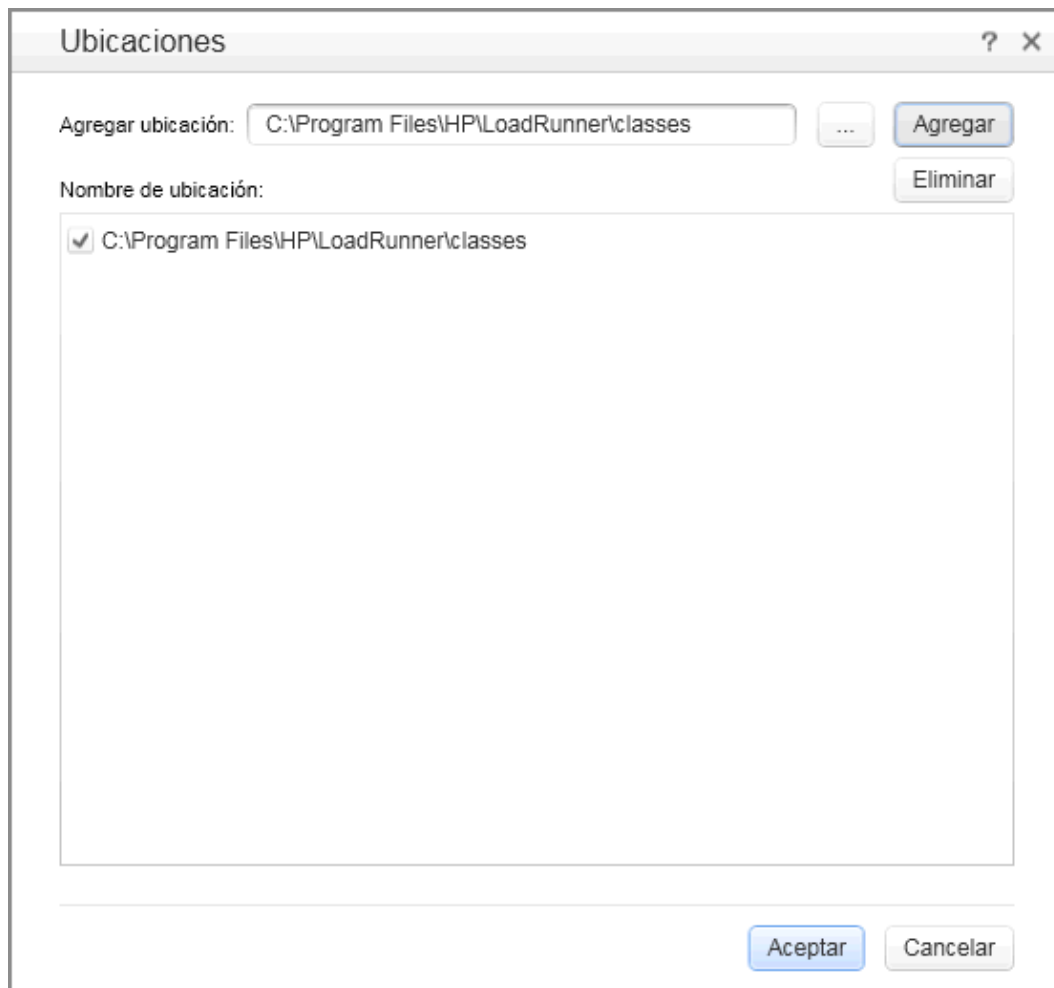 Ubicaciones ? ×
Agregar ubicación: C:\Program Files\HP\LoadRunner\classes ... Agregar
Eliminar
Nombre de ubicación:
C:\Program Files\HP\LoadRunner\classes
Aceptar Cancelar